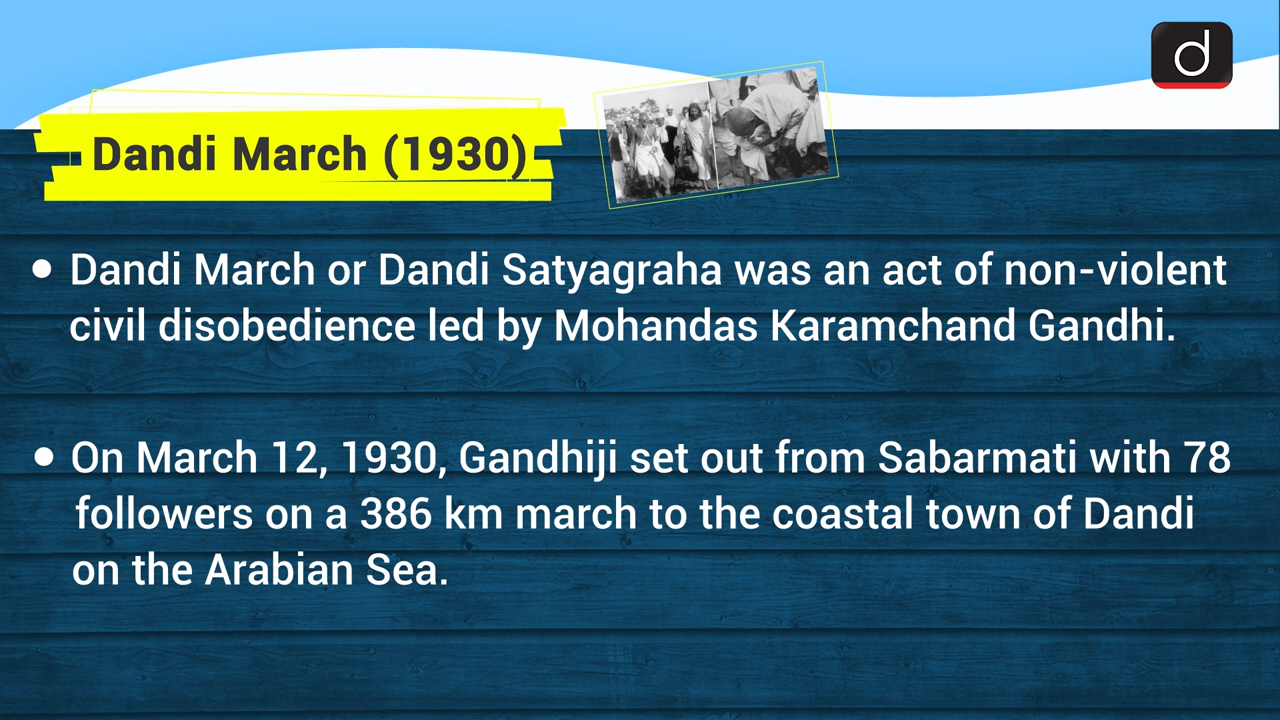 d
Dandi March (1930)
• Dandi March or Dandi Satyagraha was an act of non-violent
civil disobedience led by Mohandas Karamchand Gandhi.
• On March 12, 1930, Gandhiji set out from Sabarmati with 78
followers on a 386 km march to the coastal town of Dandi
on the Arabian Sea.